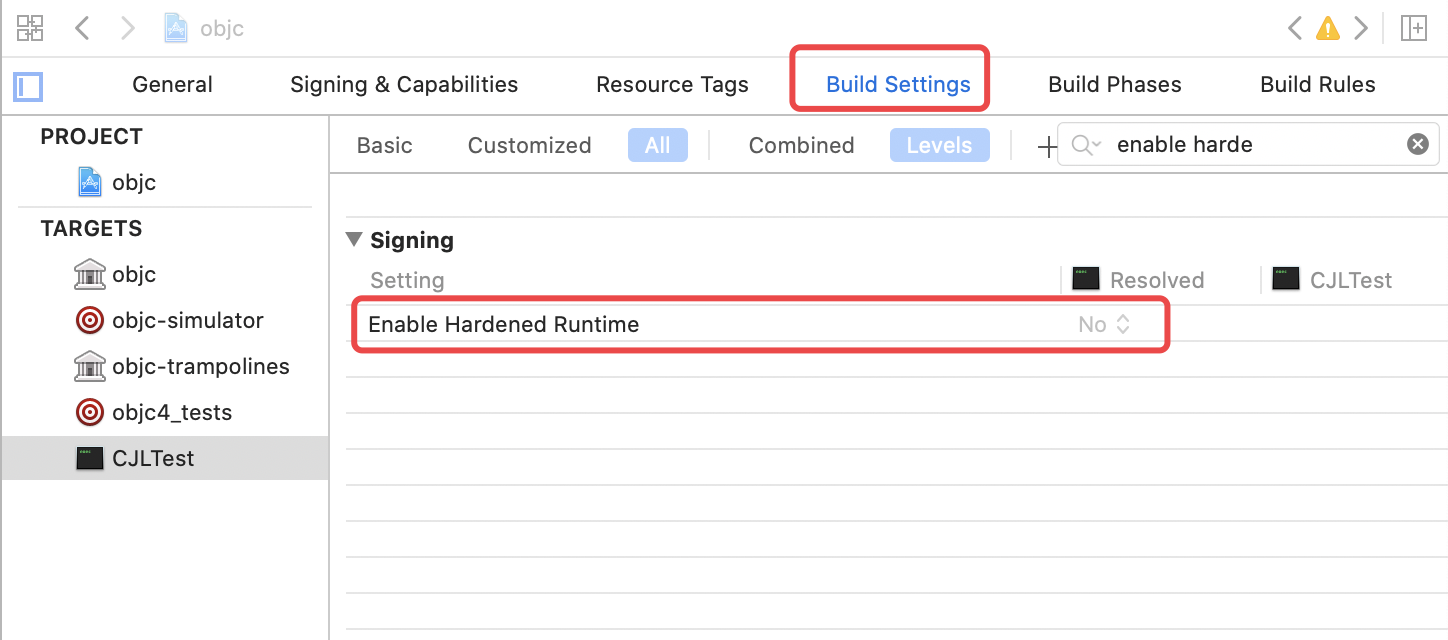 objc
General Signing & Capabilities Resource Tags Build Settings Build Phases Build Rules
PROJECT
objc
TARGETS
objc
objc-simulator
objc-trampolines
objc4_tests
CJLTest
Basic Customized All Combined Levels + enable harde
Signing
Setting Resolved CJLTest
Enable Hardened Runtime No